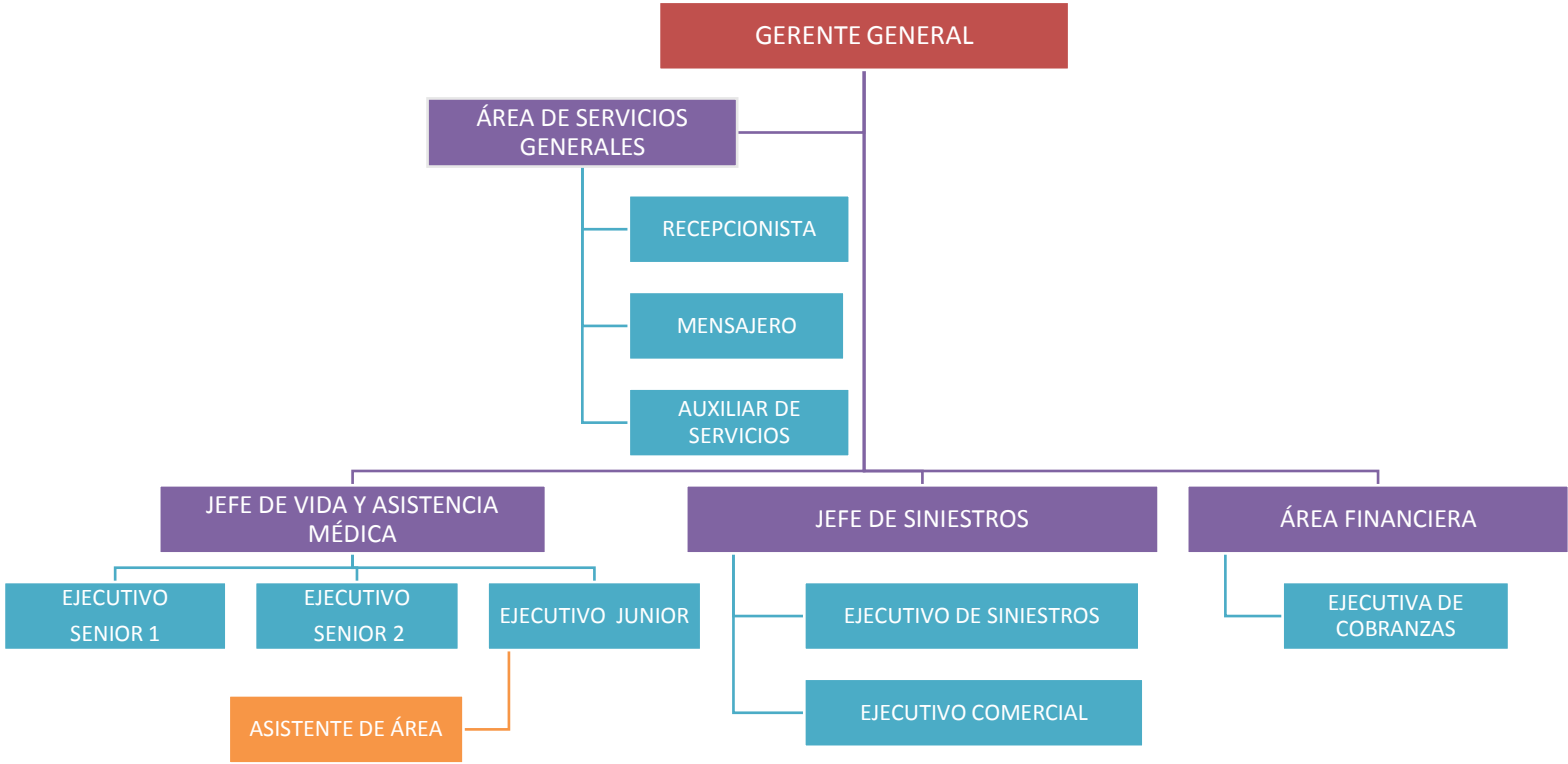 GERENTE GENERAL
ÁREA DE SERVICIOS
GENERALES
RECEPCIONISTA
MENSAJERO
AUXILIAR DE
SERVICIOS
JEFE DE VIDA Y ASISTENCIA
MÉDICA
JEFE DE SINIESTROS
ÁREA FINANCIERA
EJECUTIVO
SENIOR 1
EJECUTIVO
SENIOR 2
EJECUTIVO JUNIOR
EJECUTIVO DE SINIESTROS
EJECUTIVA DE
COBRANZAS
ASISTENTE DE ÁREA
EJECUTIVO COMERCIAL